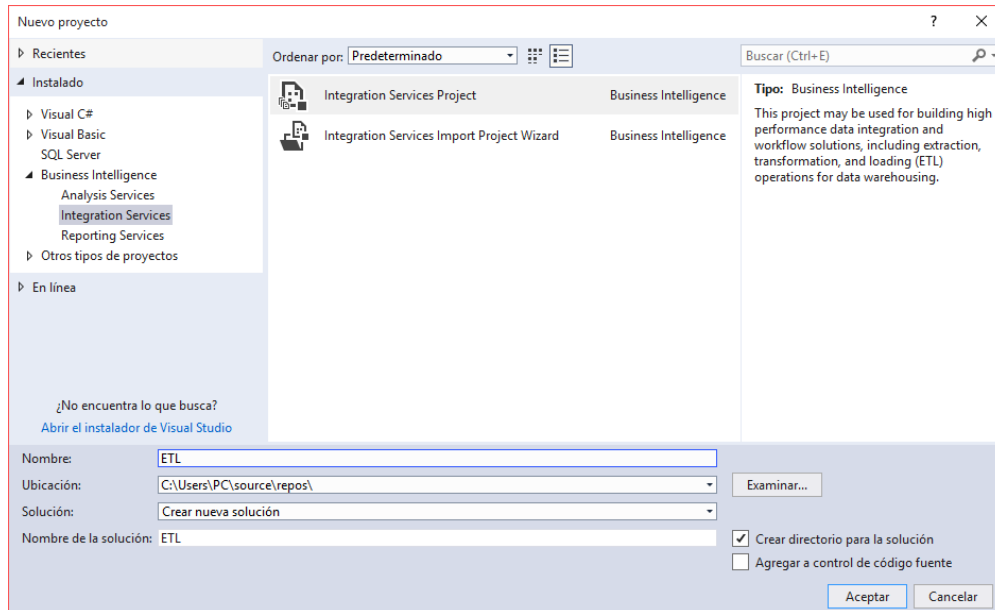 Nuevo proyecto
? 
Recientes
Instalado
Visual C#
Visual Basic
SQL Server
Business Intelligence
Analysis Services
Integration Services
Reporting Services
Otros tipos de proyectos
En línea
¿No encuentra lo que busca?
Abrir el instalador de Visual Studio
Ordenar por: Predeterminado
Integration Services Project Business Intelligence
Integration Services Import Project Wizard Business Intelligence
Buscar (Ctrl+E)
Tipo: Business Intelligence
This project may be used for building high
performance data integration and
workflow solutions, including extraction,
transformation, and loading (ETL)
operations for data warehousing.
Nombre: ETL
Ubicación: C:\Users\PC\source\repos\
Examinar...
Solución: Crear nueva solución
Nombre de la solución: ETL
Crear directorio para la solución
Agregar a control de código fuente
Aceptar Cancelar